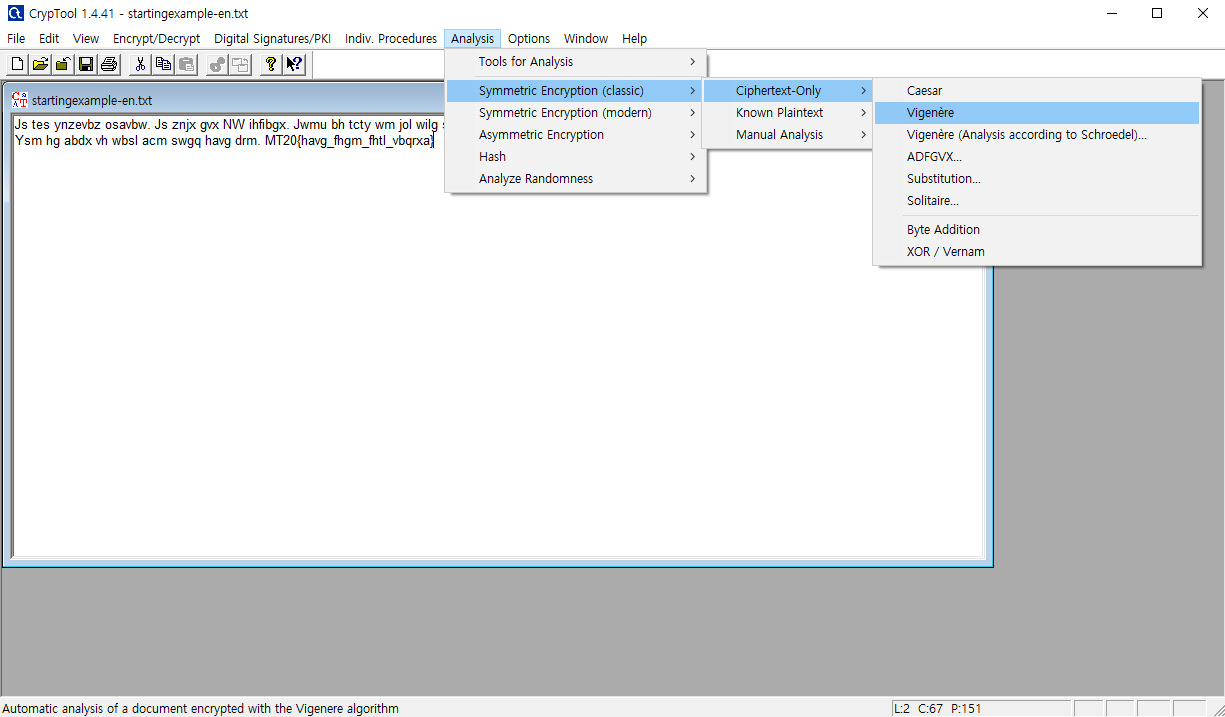 CrypTool 1.4.41 - startingexample-en.txt
File Edit View Encrypt/Decrypt Digital Signatures/PKI Indiv. Procedures Analysis Options Window Help
Tools for Analysis
Symmetric Encryption (classic)
Symmetric Encryption (modern)
Asymmetric Encryption
Hash
Analyze Randomness
Ciphertext-Only
Known Plaintext
Manual Analysis
Caesar
Vigenère
Vigenère (Analysis according to Schroedel)...
ADFGVX...
Substitution...
Solitaire...
Byte Addition
XOR / Vernam
startingexample-en.txt
Js tes ynzevbz osavbw. Js znjx gvx NW ihfibgx. Jwmu bh tcty wm jol wilg
Ysm hg abdx vh wbsl acm swgq havg drm. MT20{havg_fhgm_fhtl_vbqrxa}
Automatic analysis of a document encrypted with the Vigenere algorithm
L:2 C:67 P:151